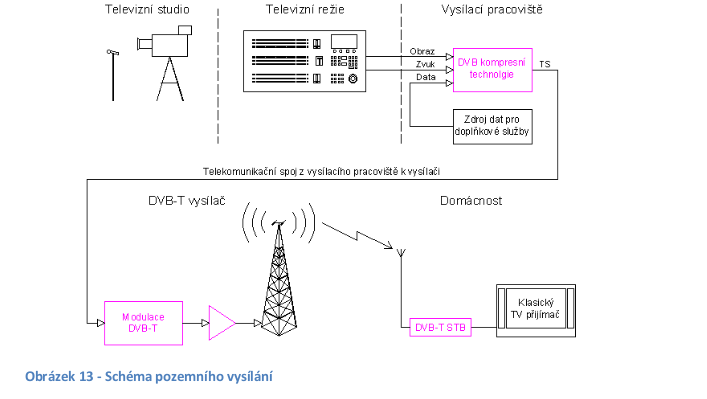 Televizní studio
Televizní režie
Vysílací pracoviště
Obraz
Zvuk
Data
DVB kompresní
technolgie
TS
Zdroj dat pro
doplňkové služby
Telekomunikační spoj z vysílacího pracoviště k vysílači
DVB-T vysílač
Domácnost
Modulace
DVB-T
DVB-T STB
Klasický
TV přijímač
Obrázek 13 - Schéma pozemního vysílání